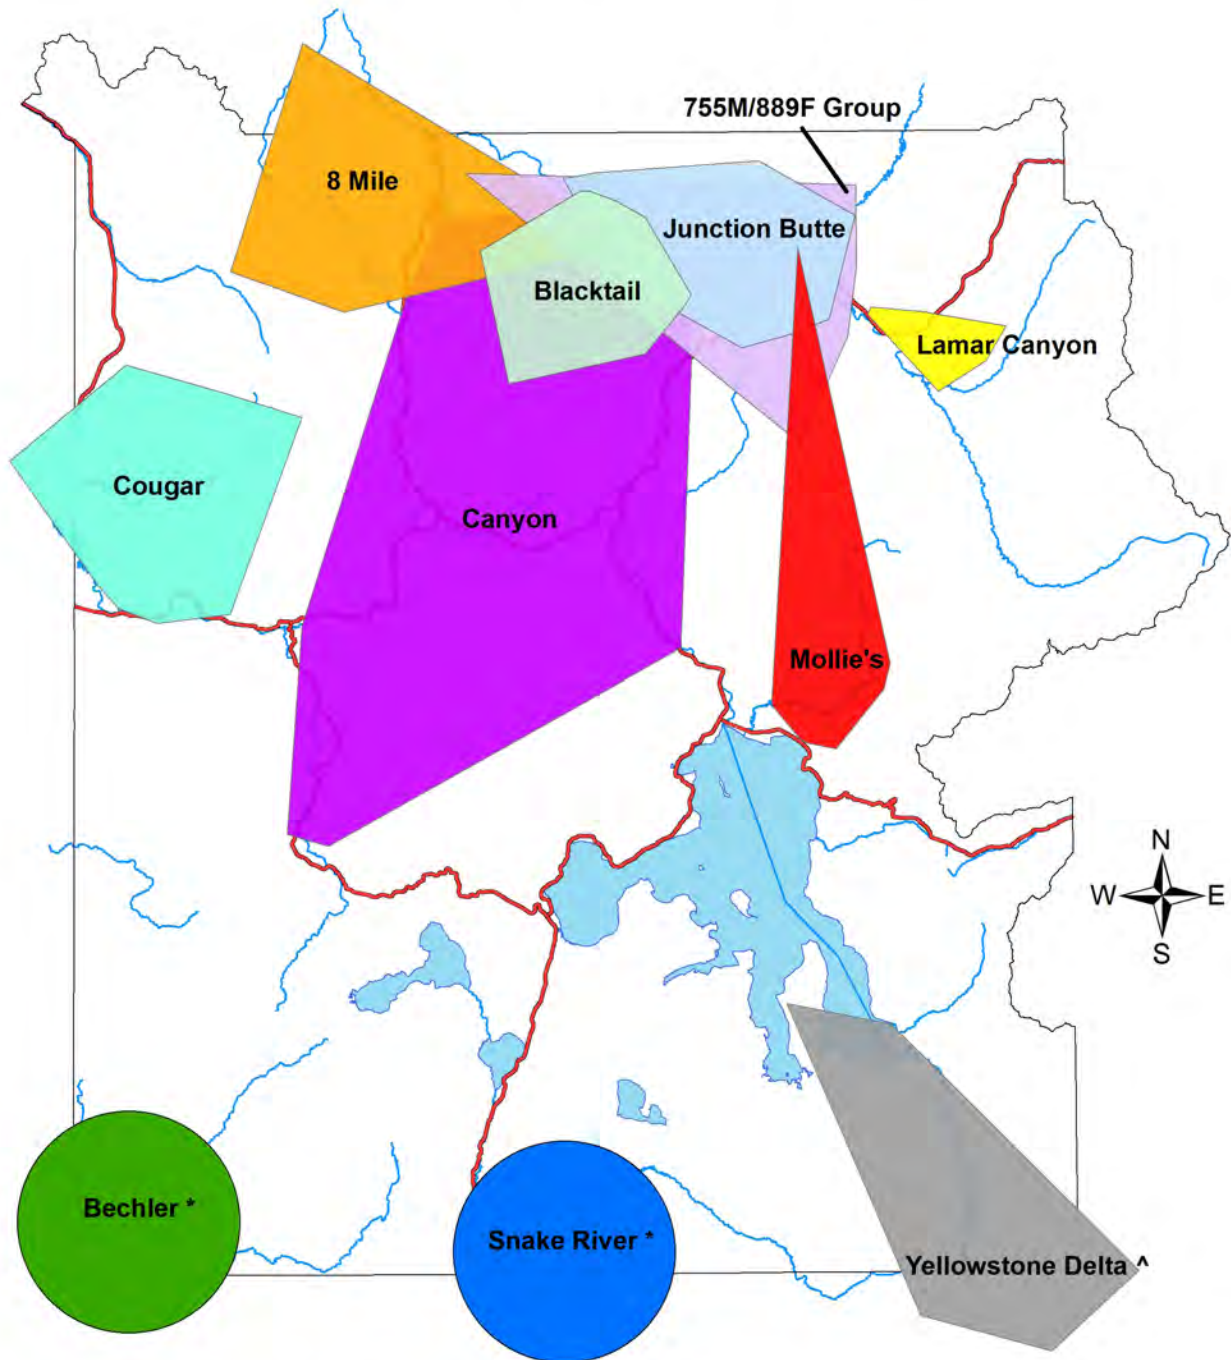 755M/889F Group
8 Mile
Junction Butte
Blacktail
Lamar Canyon
Cougar
Canyon
Mollie's
N
W E
S
Bechler *
Snake River *
Yellowstone Delta ^